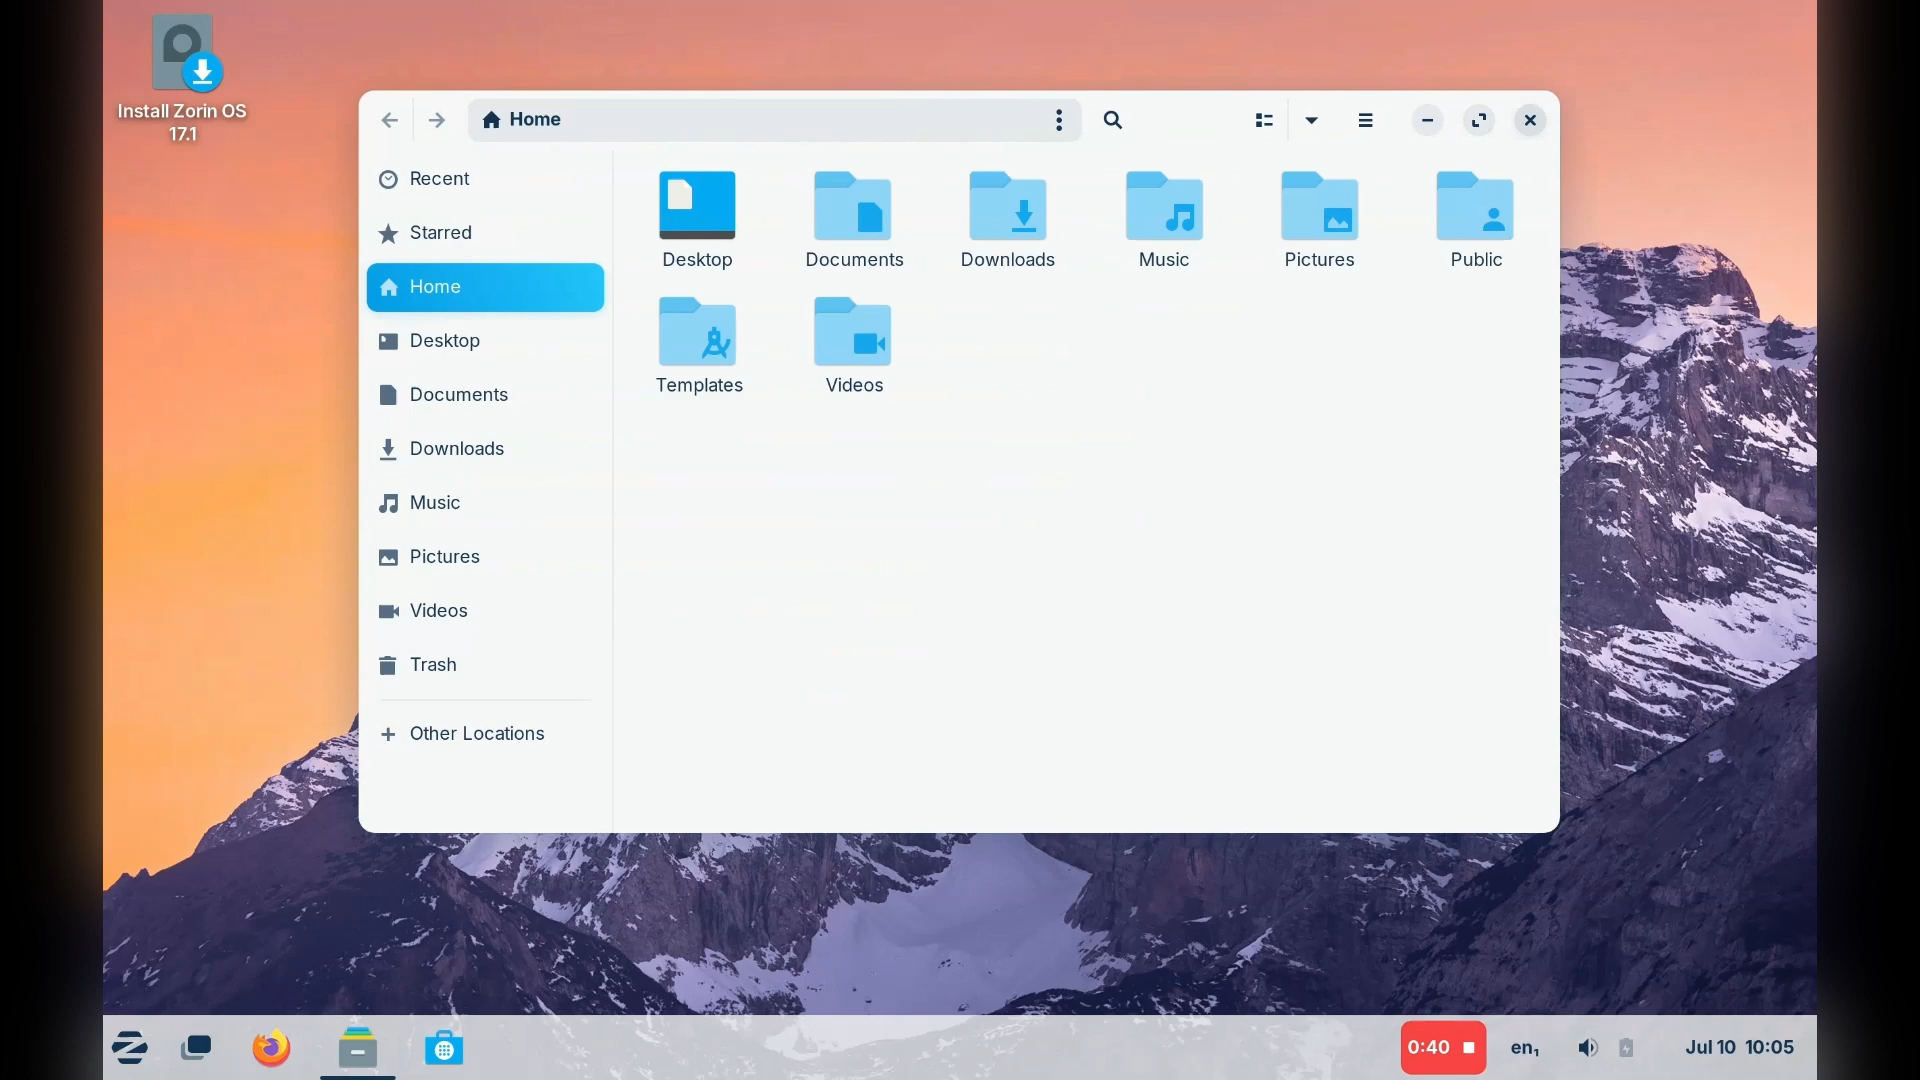 Install Zorin OS
17.1
Home
Recent
Starred
Home
Desktop
Documents
Downloads
Music
Pictures
Videos
Trash
Other Locations
Desktop
Documents
Downloads
Music
Pictures
Public
Templates
Videos
0:40
en₁
Jul 10 10:05